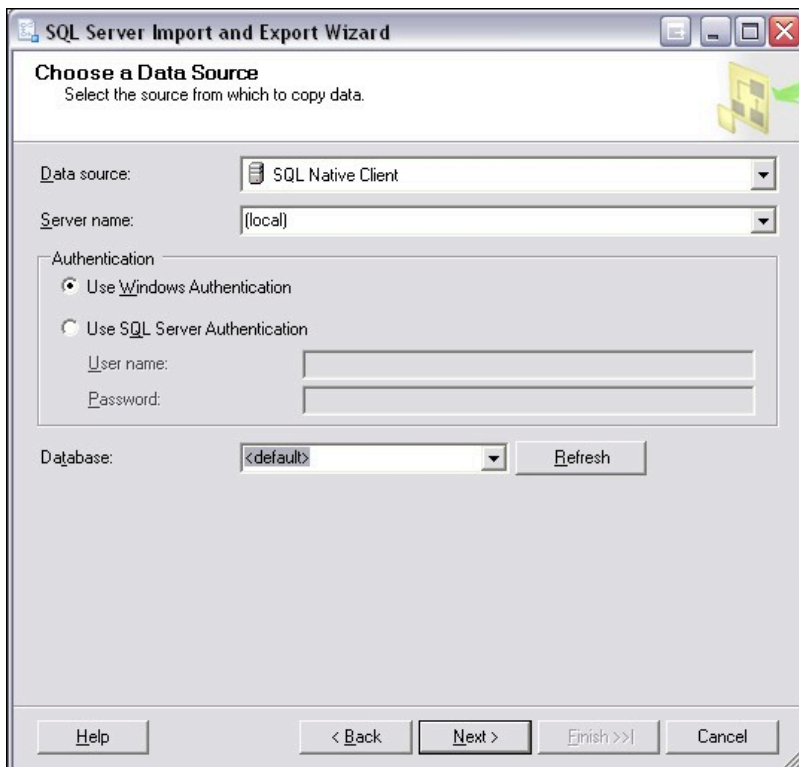 SQL Server Import and Export Wizard
Choose a Data Source
Select the source from which to copy data.
Data source: SQL Native Client
Server name: (local)
Authentication
Use Windows Authentication
Use SQL Server Authentication
User name:
Password:
Database: <default> Refresh
Help < Back Next > Finish >>| Cancel